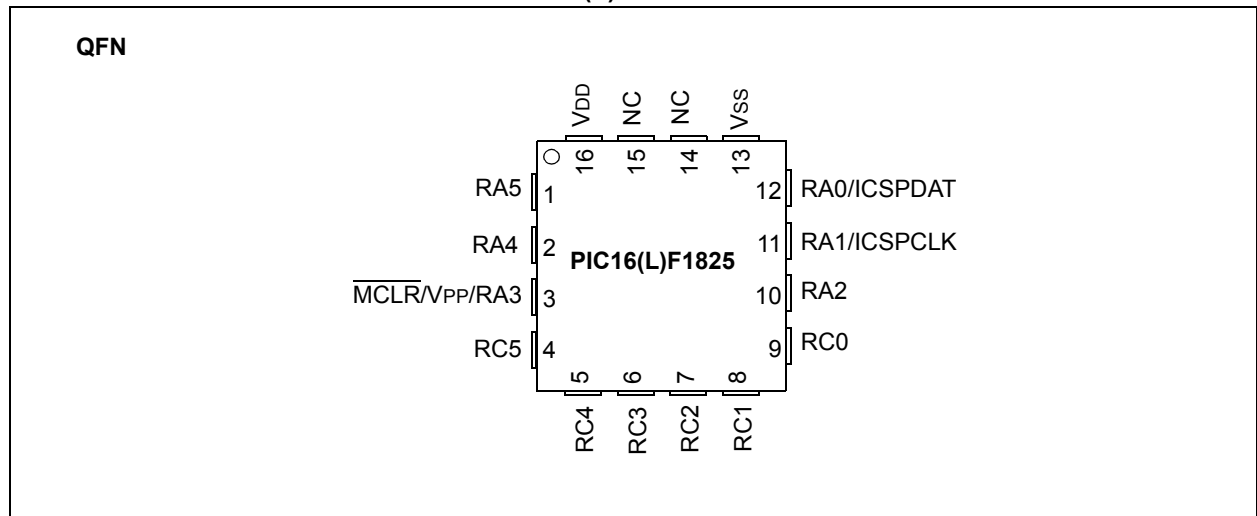 QFN
VDD
NC
NC
VSS
16
15
14
13
RA5
1
12
RA0/ICSPDAT
RA4
2
PIC16(L)F1825
11
RA1/ICSPCLK
MCLR/VPP/RA3
3
10
RA2
RC5
4
9
RC0
5
6
7
8
RC4
RC3
RC2
RC1